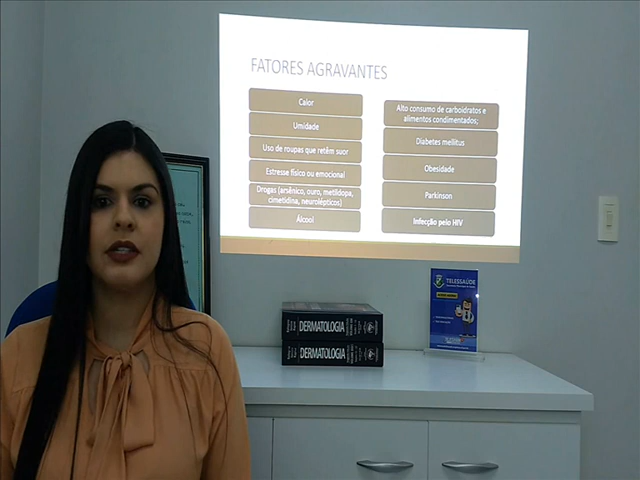 FATORES AGRAVANTES
Calor
Umidade
Uso de roupas que retêm suor
Estresse físico ou emocional
Drogas (arsênico, ouro, metildopa,
cimetidina, neurolépticos)
Álcool
Alto consumo de carboidratos e
alimentos condimentados;
Diabetes mellitus
Obesidade
Parkinson
Infecção pelo HIV
TELESSAÚDE
DERMATOLOGIA
DERMATOLOGIA